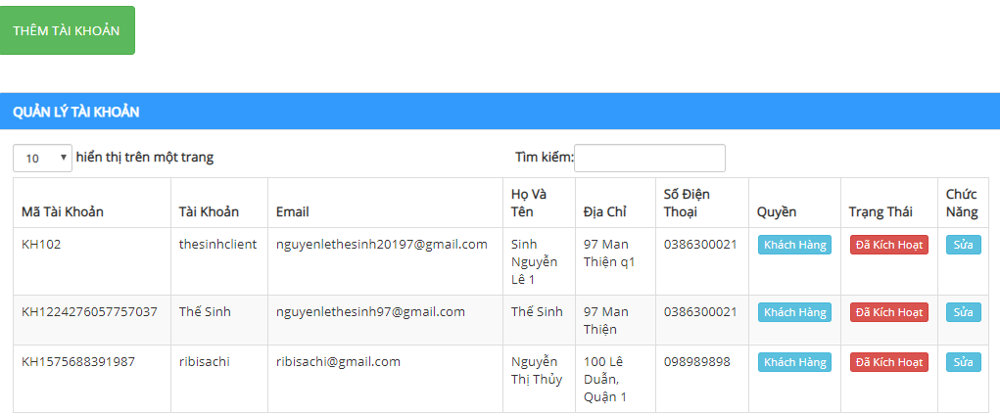 THÊM TÀI KHOẢN
QUẢN LÝ TÀI KHOẢN
10 hiển thị trên một trang Tìm kiếm:
Mã Tài Khoản Tài Khoản Email Họ Và Tên Địa Chỉ Số Điện Thoại Quyền Trạng Thái Chức Năng
KH102 thesinhclient nguyenlethesinh20197@gmail.com Sinh Nguyễn Lê 1 97 Man Thiện q1 0386300021 Khách Hàng Đã Kích Hoạt Sửa
KH1224276057757037 Thế Sinh nguyenlethesinh97@gmail.com Thế Sinh 97 Man Thiện 0386300021 Khách Hàng Đã Kích Hoạt Sửa
KH1575688391987 ribisachi ribisachi@gmail.com Nguyễn Thị Thủy 100 Lê Duẩn, Quận 1 098989898 Khách Hàng Đã Kích Hoạt Sửa